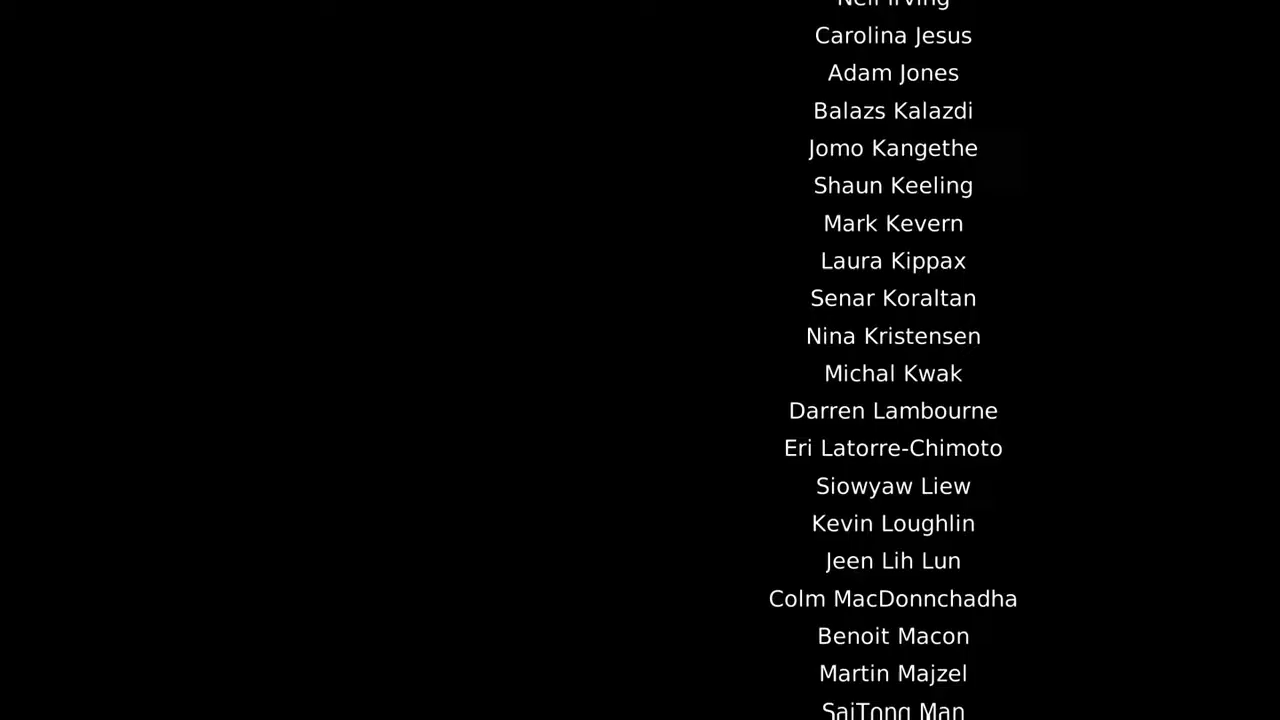 Neil Irving
Carolina Jesus
Adam Jones
Balazs Kalazdi
Jomo Kangethe
Shaun Keeling
Mark Kevern
Laura Kippax
Senar Koraltan
Nina Kristensen
Michal Kwak
Darren Lambourne
Eri Latorre-Chimoto
Siowyaw Liew
Kevin Loughlin
Jeen Lih Lun
Colm MacDonnchadha
Benoit Macon
Martin Majzel
SaiTong Man